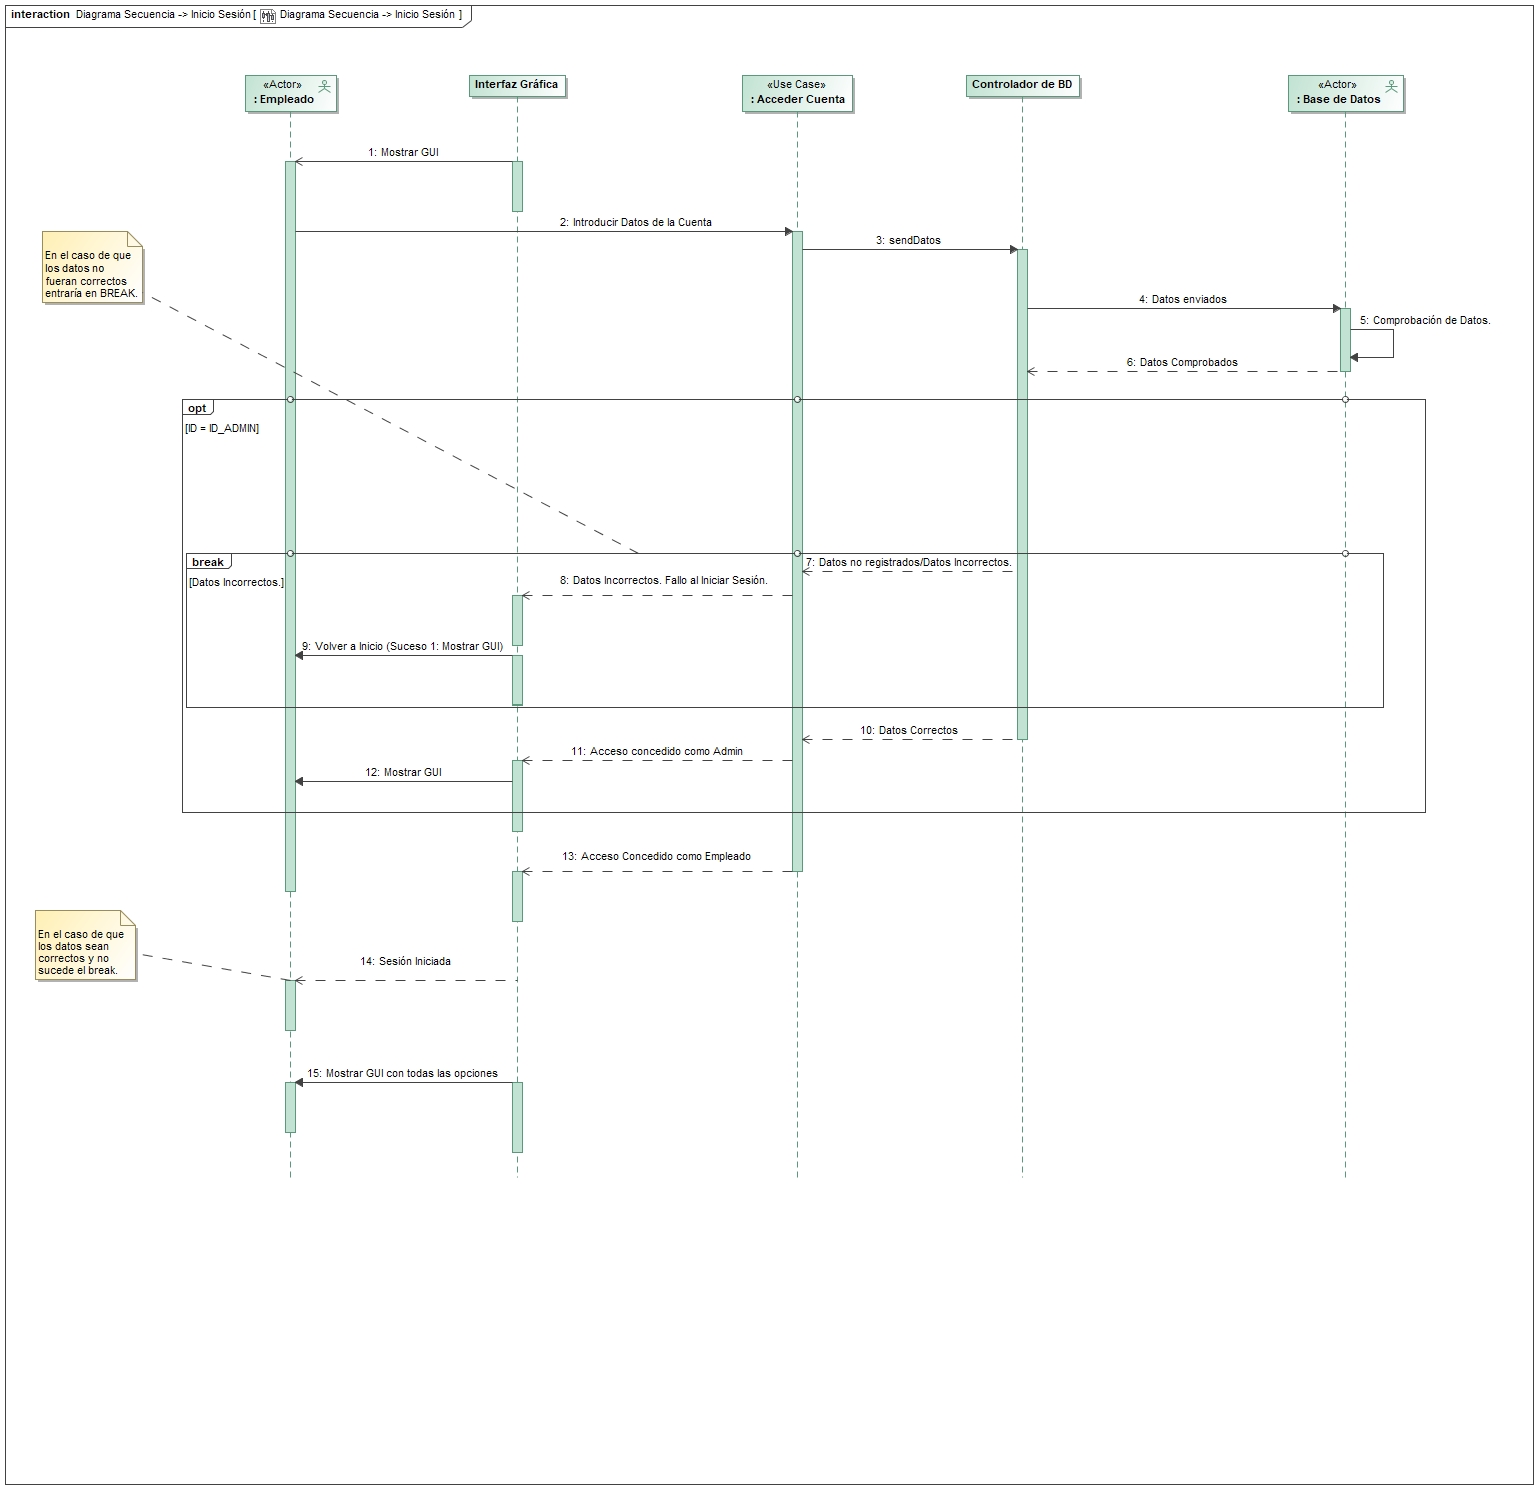 interaction Diagrama Secuencia -> Inicio Sesión [ Diagrama Secuencia -> Inicio Sesión ]
«Actor»
: Empleado
Interfaz Gráfica
«Use Case»
: Acceder Cuenta
Controlador de BD
«Actor»
: Base de Datos
1: Mostrar GUI
2: Introducir Datos de la Cuenta
3: sendDatos
En el caso de que
los datos no
fueran correctos
entraría en BREAK.
4: Datos enviados
5: Comprobación de Datos.
6: Datos Comprobados
opt
[ID = ID_ADMIN]
break
[Datos Incorrectos.]
7: Datos no registrados/Datos Incorrectos.
8: Datos Incorrectos. Fallo al Iniciar Sesión.
9: Volver a Inicio (Suceso 1: Mostrar GUI)
10: Datos Correctos
11: Acceso concedido como Admin
12: Mostrar GUI
13: Acceso Concedido como Empleado
En el caso de que
los datos sean
correctos y no
sucede el break.
14: Sesión Iniciada
15: Mostrar GUI con todas las opciones